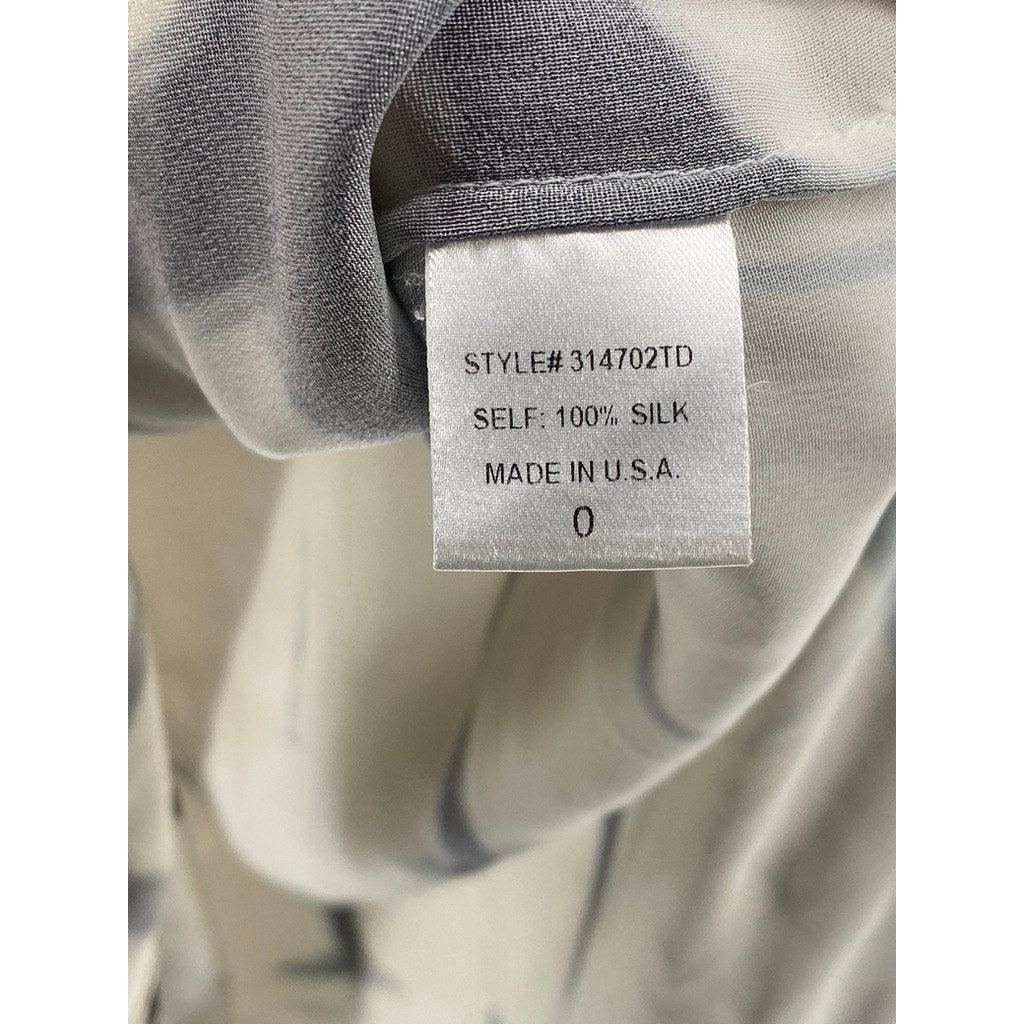 STYLE# 314702TD
SELF: 100% SILK
MADE IN U.S.A.
0